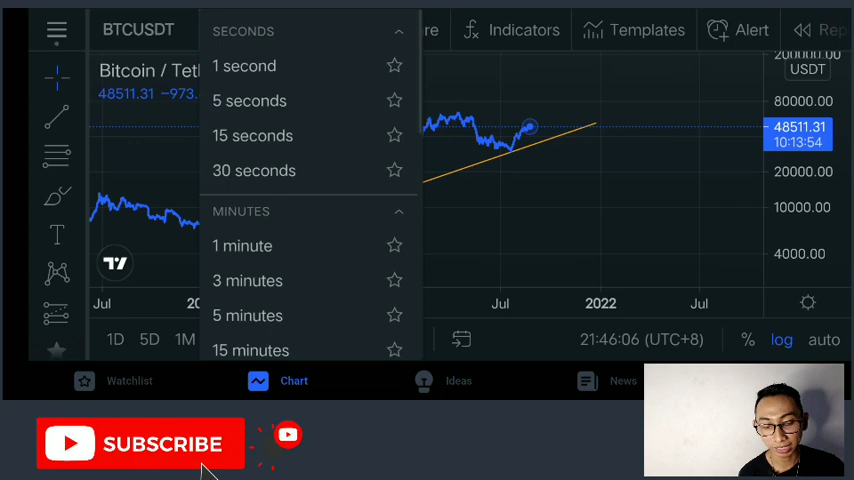 BTCUSDT
SECONDS
re
Indicators
Templates
Alert
Rep
Bitcoin / Tet
48511.31 −973.
1 second
5 seconds
15 seconds
30 seconds
MINUTES
1 minute
3 minutes
5 minutes
15 minutes
200000.00
USDT
80000.00
48511.31
10:13:54
20000.00
10000.00
4000.00
Jul
20
Jul
2022
Jul
1D 5D 1M
21:46:06 (UTC+8)
% log auto
Watchlist
Chart
Ideas
News
SUBSCRIBE